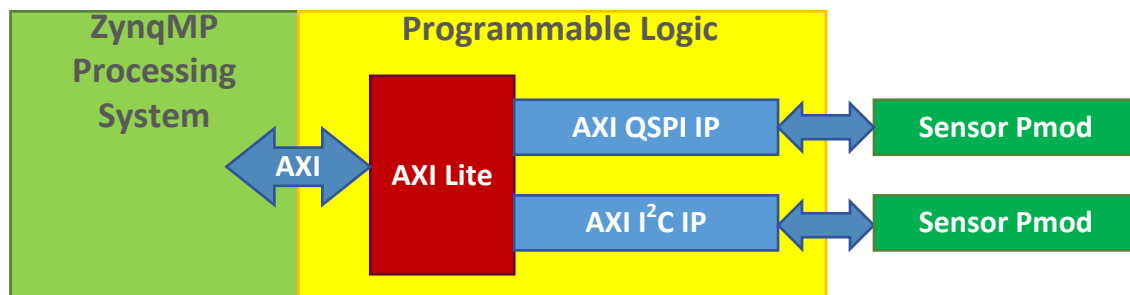 ZynqMP
Processing
System
Programmable Logic
AXI
AXI Lite
AXI QSPI IP
Sensor Pmod
AXI I²C IP
Sensor Pmod